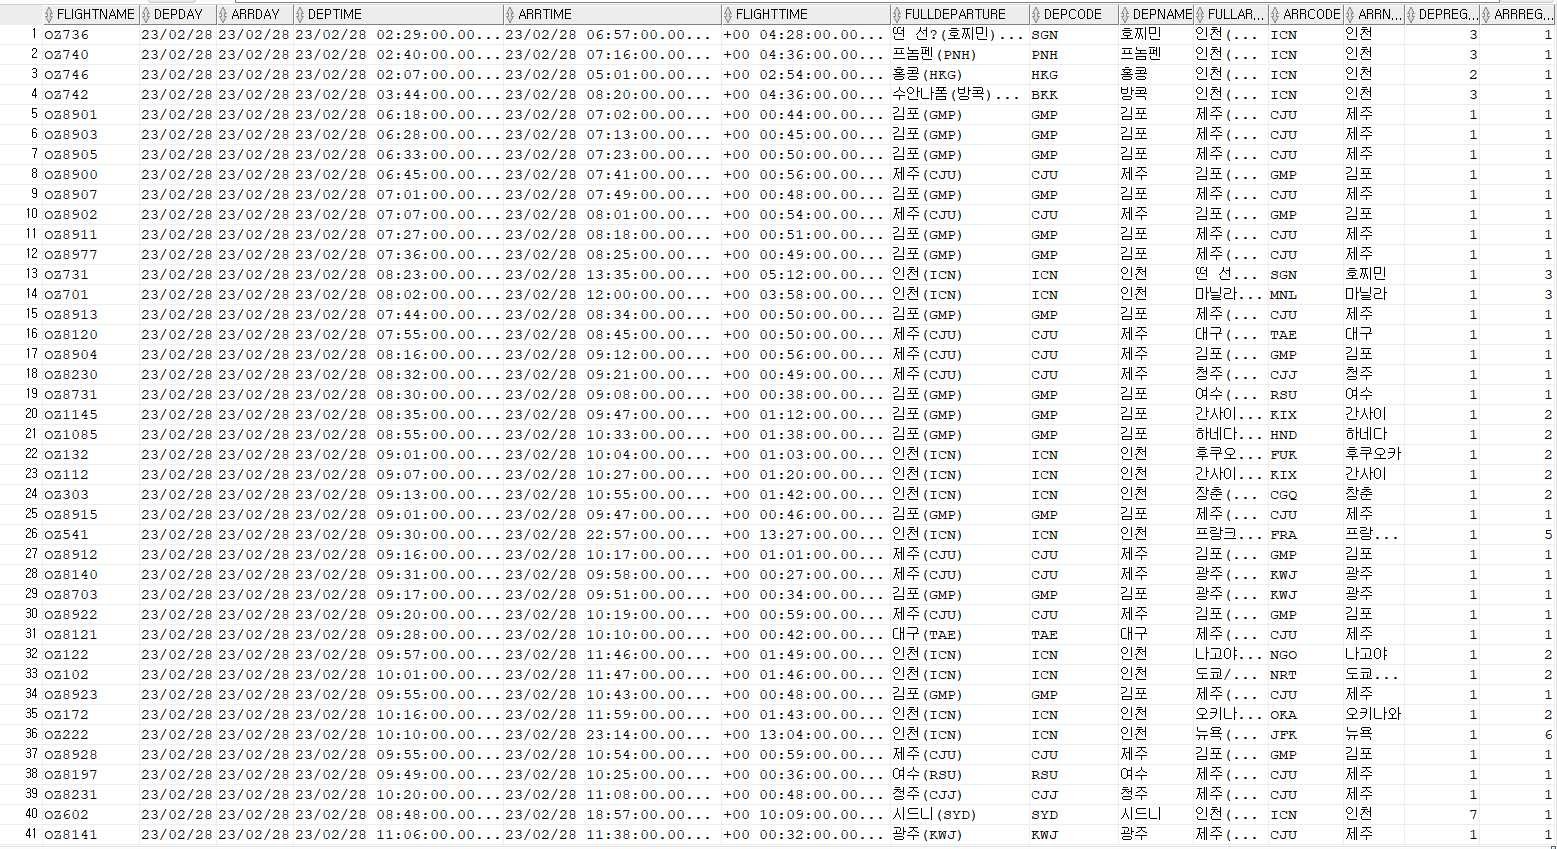 FLIGHTNAME DEPDAY ARRDAY DEPTIME ARRTIME FLIGHTTIME FULLDEPARTURE DEPCODE DEPNAME FULLAR... ARRCODE ARRN... DEPREG... ARRREG...
1 OZ736 23/02/28 23/02/28 23/02/28 02:29:00.00... 23/02/28 06:57:00.00... +00 04:28:00.00... 떤 선?(호찌민)... SGN 호찌민 인천(... ICN 인천 3 1
2 OZ740 23/02/28 23/02/28 23/02/28 02:40:00.00... 23/02/28 07:16:00.00... +00 04:36:00.00... 프놈펜(PNH) PNH 프놈펜 인천(... ICN 인천 3 1
3 OZ746 23/02/28 23/02/28 23/02/28 02:07:00.00... 23/02/28 05:01:00.00... +00 02:54:00.00... 홍콩(HKG) HKG 홍콩 인천(... ICN 인천 2 1
4 OZ742 23/02/28 23/02/28 23/02/28 03:44:00.00... 23/02/28 08:20:00.00... +00 04:36:00.00... 수안나폼(방콕)... BKK 방콕 인천(... ICN 인천 3 1
5 OZ8901 23/02/28 23/02/28 23/02/28 06:18:00.00... 23/02/28 07:02:00.00... +00 00:44:00.00... 김포(GMP) GMP 김포 제주(... CJU 제주 1 1
6 OZ8903 23/02/28 23/02/28 23/02/28 06:28:00.00... 23/02/28 07:13:00.00... +00 00:45:00.00... 김포(GMP) GMP 김포 제주(... CJU 제주 1 1
7 OZ8905 23/02/28 23/02/28 23/02/28 06:33:00.00... 23/02/28 07:23:00.00... +00 00:50:00.00... 김포(GMP) GMP 김포 제주(... CJU 제주 1 1
8 OZ8900 23/02/28 23/02/28 23/02/28 06:45:00.00... 23/02/28 07:41:00.00... +00 00:56:00.00... 제주(CJU) CJU 제주 김포(... GMP 김포 1 1
9 OZ8907 23/02/28 23/02/28 23/02/28 07:01:00.00... 23/02/28 07:49:00.00... +00 00:48:00.00... 김포(GMP) GMP 김포 제주(... CJU 제주 1 1
10 OZ8902 23/02/28 23/02/28 23/02/28 07:07:00.00... 23/02/28 08:01:00.00... +00 00:54:00.00... 제주(CJU) CJU 제주 김포(... GMP 김포 1 1
11 OZ8911 23/02/28 23/02/28 23/02/28 07:27:00.00... 23/02/28 08:18:00.00... +00 00:51:00.00... 김포(GMP) GMP 김포 제주(... CJU 제주 1 1
12 OZ8977 23/02/28 23/02/28 23/02/28 07:36:00.00... 23/02/28 08:25:00.00... +00 00:49:00.00... 김포(GMP) GMP 김포 제주(... CJU 제주 1 1
13 OZ731 23/02/28 23/02/28 23/02/28 08:23:00.00... 23/02/28 13:35:00.00... +00 05:12:00.00... 인천(ICN) ICN 인천 떤 선... SGN 호찌민 1 3
14 OZ701 23/02/28 23/02/28 23/02/28 08:02:00.00... 23/02/28 12:00:00.00... +00 03:58:00.00... 인천(ICN) ICN 인천 마닐라... MNL 마닐라 1 3
15 OZ8913 23/02/28 23/02/28 23/02/28 07:44:00.00... 23/02/28 08:34:00.00... +00 00:50:00.00... 김포(GMP) GMP 김포 제주(... CJU 제주 1 1
16 OZ8120 23/02/28 23/02/28 23/02/28 07:55:00.00... 23/02/28 08:45:00.00... +00 00:50:00.00... 제주(CJU) CJU 제주 대구(... TAE 대구 1 1
17 OZ8904 23/02/28 23/02/28 23/02/28 08:16:00.00... 23/02/28 09:12:00.00... +00 00:56:00.00... 제주(CJU) CJU 제주 김포(... GMP 김포 1 1
18 OZ8230 23/02/28 23/02/28 23/02/28 08:32:00.00... 23/02/28 09:21:00.00... +00 00:49:00.00... 제주(CJU) CJU 제주 청주(... CJJ 청주 1 1
19 OZ8731 23/02/28 23/02/28 23/02/28 08:30:00.00... 23/02/28 09:08:00.00... +00 00:38:00.00... 김포(GMP) GMP 김포 여수(... RSU 여수 1 1
20 OZ1145 23/02/28 23/02/28 23/02/28 08:35:00.00... 23/02/28 09:47:00.00... +00 01:12:00.00... 김포(GMP) GMP 김포 간사이... KIX 간사이 1 2
21 OZ1085 23/02/28 23/02/28 23/02/28 08:55:00.00... 23/02/28 10:33:00.00... +00 01:38:00.00... 김포(GMP) GMP 김포 하네다... HND 하네다 1 2
22 OZ132 23/02/28 23/02/28 23/02/28 09:01:00.00... 23/02/28 10:04:00.00... +00 01:03:00.00... 인천(ICN) ICN 인천 후쿠오... FUK 후쿠오카 1 2
23 OZ112 23/02/28 23/02/28 23/02/28 09:07:00.00... 23/02/28 10:27:00.00... +00 01:20:00.00... 인천(ICN) ICN 인천 간사이... KIX 간사이 1 2
24 OZ303 23/02/28 23/02/28 23/02/28 09:13:00.00... 23/02/28 10:55:00.00... +00 01:42:00.00... 인천(ICN) ICN 인천 장춘(... CGQ 창춘 1 2
25 OZ8915 23/02/28 23/02/28 23/02/28 09:01:00.00... 23/02/28 09:47:00.00... +00 00:46:00.00... 김포(GMP) GMP 김포 제주(... CJU 제주 1 1
26 OZ541 23/02/28 23/02/28 23/02/28 09:30:00.00... 23/02/28 22:57:00.00... +00 13:27:00.00... 인천(ICN) ICN 인천 프랑크... FRA 프랑... 1 5
27 OZ8912 23/02/28 23/02/28 23/02/28 09:16:00.00... 23/02/28 10:17:00.00... +00 01:01:00.00... 제주(CJU) CJU 제주 김포(... GMP 김포 1 1
28 OZ8140 23/02/28 23/02/28 23/02/28 09:31:00.00... 23/02/28 09:58:00.00... +00 00:27:00.00... 제주(CJU) CJU 제주 광주(... KWJ 광주 1 1
29 OZ8703 23/02/28 23/02/28 23/02/28 09:17:00.00... 23/02/28 09:51:00.00... +00 00:34:00.00... 김포(GMP) GMP 김포 광주(... KWJ 광주 1 1
30 OZ8922 23/02/28 23/02/28 23/02/28 09:20:00.00... 23/02/28 10:19:00.00... +00 00:59:00.00... 제주(CJU) CJU 제주 김포(... GMP 김포 1 1
31 OZ8121 23/02/28 23/02/28 23/02/28 09:28:00.00... 23/02/28 10:10:00.00... +00 00:42:00.00... 대구(TAE) TAE 대구 제주(... CJU 제주 1 1
32 OZ122 23/02/28 23/02/28 23/02/28 09:57:00.00... 23/02/28 11:46:00.00... +00 01:49:00.00... 인천(ICN) ICN 인천 나고야... NGO 나고야 1 2
33 OZ102 23/02/28 23/02/28 23/02/28 10:01:00.00... 23/02/28 11:47:00.00... +00 01:46:00.00... 인천(ICN) ICN 인천 도쿄/... NRT 도쿄... 1 2
34 OZ8923 23/02/28 23/02/28 23/02/28 09:55:00.00... 23/02/28 10:43:00.00... +00 00:48:00.00... 김포(GMP) GMP 김포 제주(... CJU 제주 1 1
35 OZ172 23/02/28 23/02/28 23/02/28 10:16:00.00... 23/02/28 11:59:00.00... +00 01:43:00.00... 인천(ICN) ICN 인천 오키나... OKA 오키나와 1 2
36 OZ222 23/02/28 23/02/28 23/02/28 10:10:00.00... 23/02/28 23:14:00.00... +00 13:04:00.00... 인천(ICN) ICN 인천 뉴욕(... JFK 뉴욕 1 6
37 OZ8928 23/02/28 23/02/28 23/02/28 09:55:00.00... 23/02/28 10:54:00.00... +00 00:59:00.00... 제주(CJU) CJU 제주 김포(... GMP 김포 1 1
38 OZ8197 23/02/28 23/02/28 23/02/28 09:49:00.00... 23/02/28 10:25:00.00... +00 00:36:00.00... 여수(RSU) RSU 여수 제주(... CJU 제주 1 1
39 OZ8231 23/02/28 23/02/28 23/02/28 10:20:00.00... 23/02/28 11:08:00.00... +00 00:48:00.00... 청주(CJJ) CJJ 청주 제주(... CJU 제주 1 1
40 OZ602 23/02/28 23/02/28 23/02/28 08:48:00.00... 23/02/28 18:57:00.00... +00 10:09:00.00... 시드니(SYD) SYD 시드니 인천(... ICN 인천 7 1
41 OZ8141 23/02/28 23/02/28 23/02/28 11:06:00.00... 23/02/28 11:38:00.00... +00 00:32:00.00... 광주(KWJ) KWJ 광주 제주(... CJU 제주 1 1